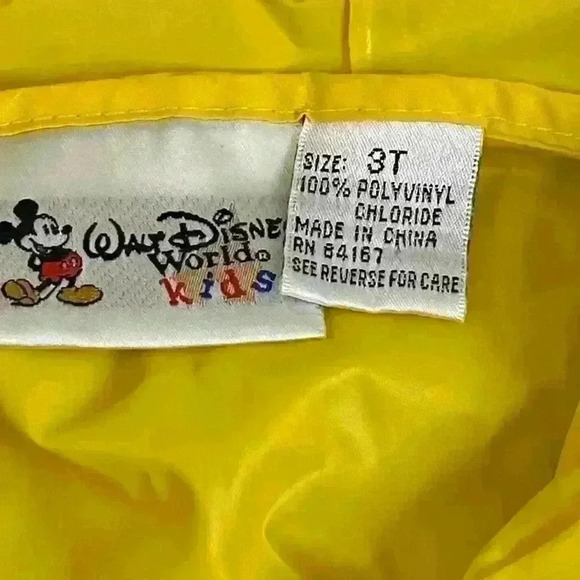 Walt Disney
World®
kids
SIZE: 3T
100% POLYVINYL
CHLORIDE
MADE IN CHINA
RN 84167
SEE REVERSE FOR CARE